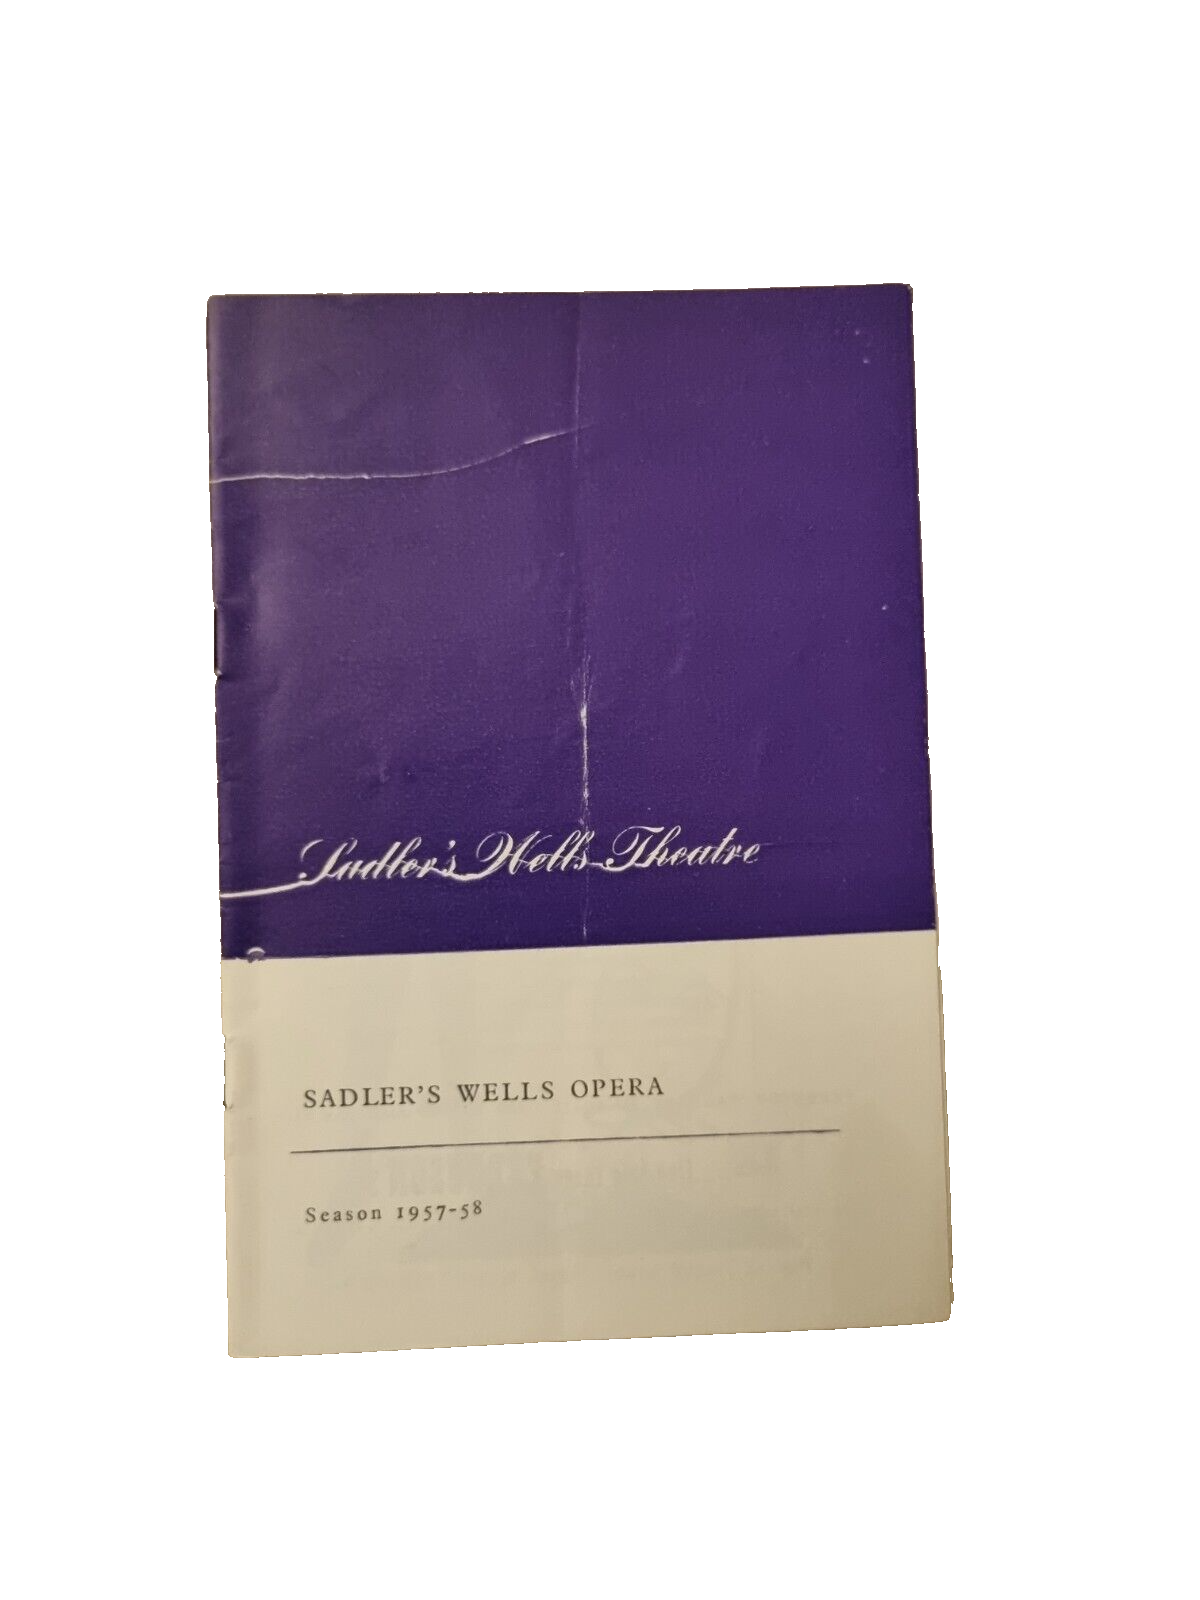 Sadler's Wells Theatre
SADLER'S WELLS OPERA
Season 1957-58